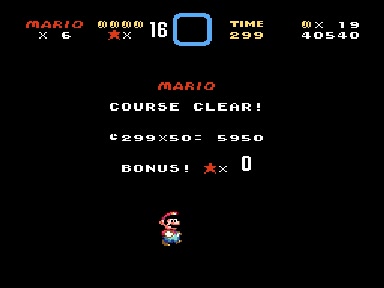 MARIO 16 TIME × 19
× 6 × 299 40540
MARIO
COURSE CLEAR!
299×50= 5950
BONUS! × 0